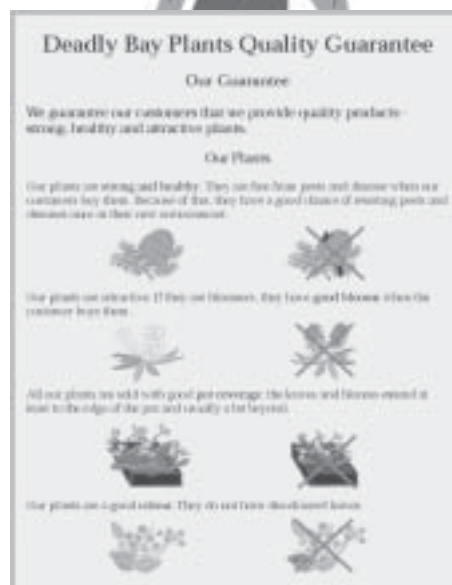 Deadly Bay Plants Quality Guarantee
Our Guarantee
We guarantee our customers that we provide quality products -
strong, healthy and attractive plants.
Our Plants
Our plants are strong and healthy. They are free from pests and disease when our
customers buy them. Because of this, they have a good chance of resisting pests and
diseases once in their new environment.
Our plants are attractive. If they are bloomers, they have good blooms when the
customer buys them.
All our plants are sold with good pot coverage: the leaves and blooms extend at
least to the edge of the pot and usually a lot beyond.
Our plants are a good colour. They do not have discoloured leaves.